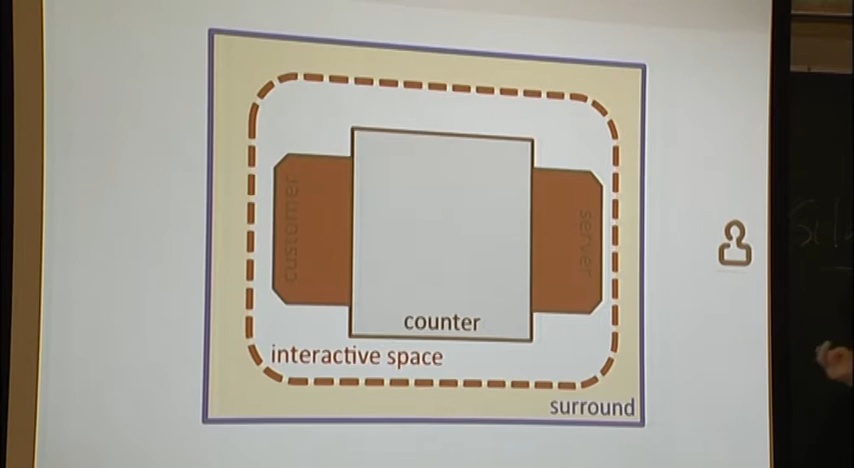 customer
server
counter
interactive space
surround